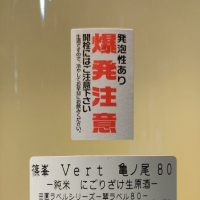 発泡性あり
爆発注意
開栓にはご注意下さい
篠峯 Vert 亀ノ尾 80
－純米 にごりざけ生原酒－